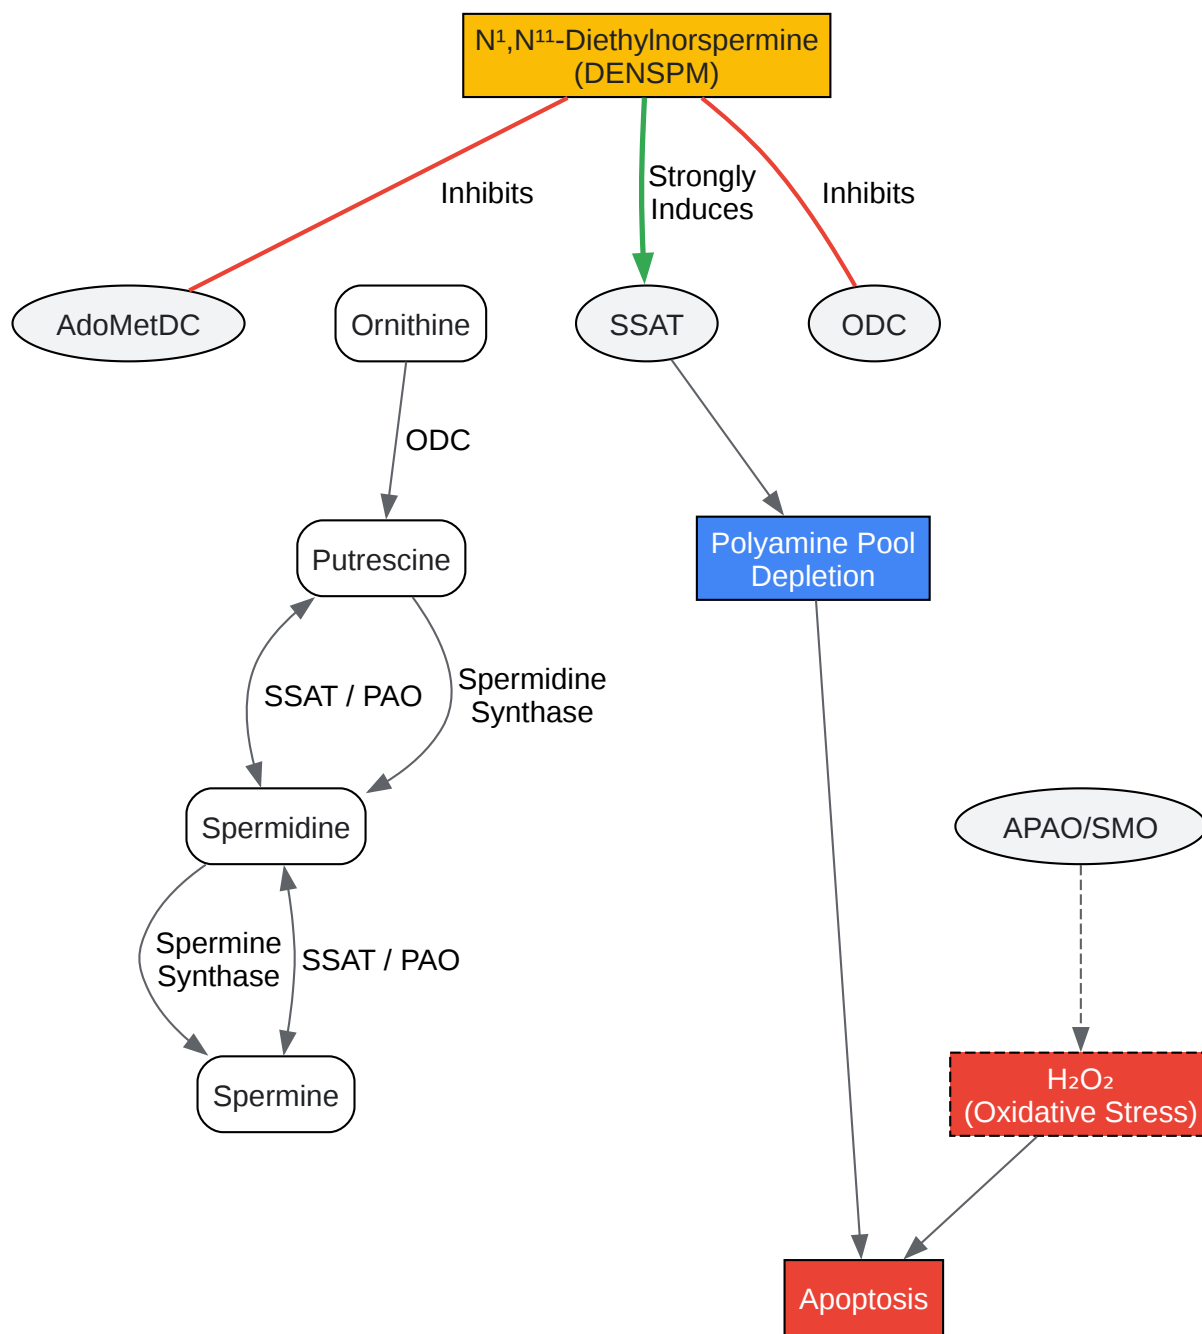 N¹,N¹¹-Diethylnorspermine
(DENSPM)
Inhibits
Strongly
Induces
Inhibits
AdoMetDC
Ornithine
SSAT
ODC
ODC
Putrescine
Polyamine Pool
Depletion
SSAT / PAO
Spermidine
Synthase
Spermidine
APAO/SMO
Spermine
Synthase
SSAT / PAO
Spermine
H₂O₂
(Oxidative Stress)
Apoptosis